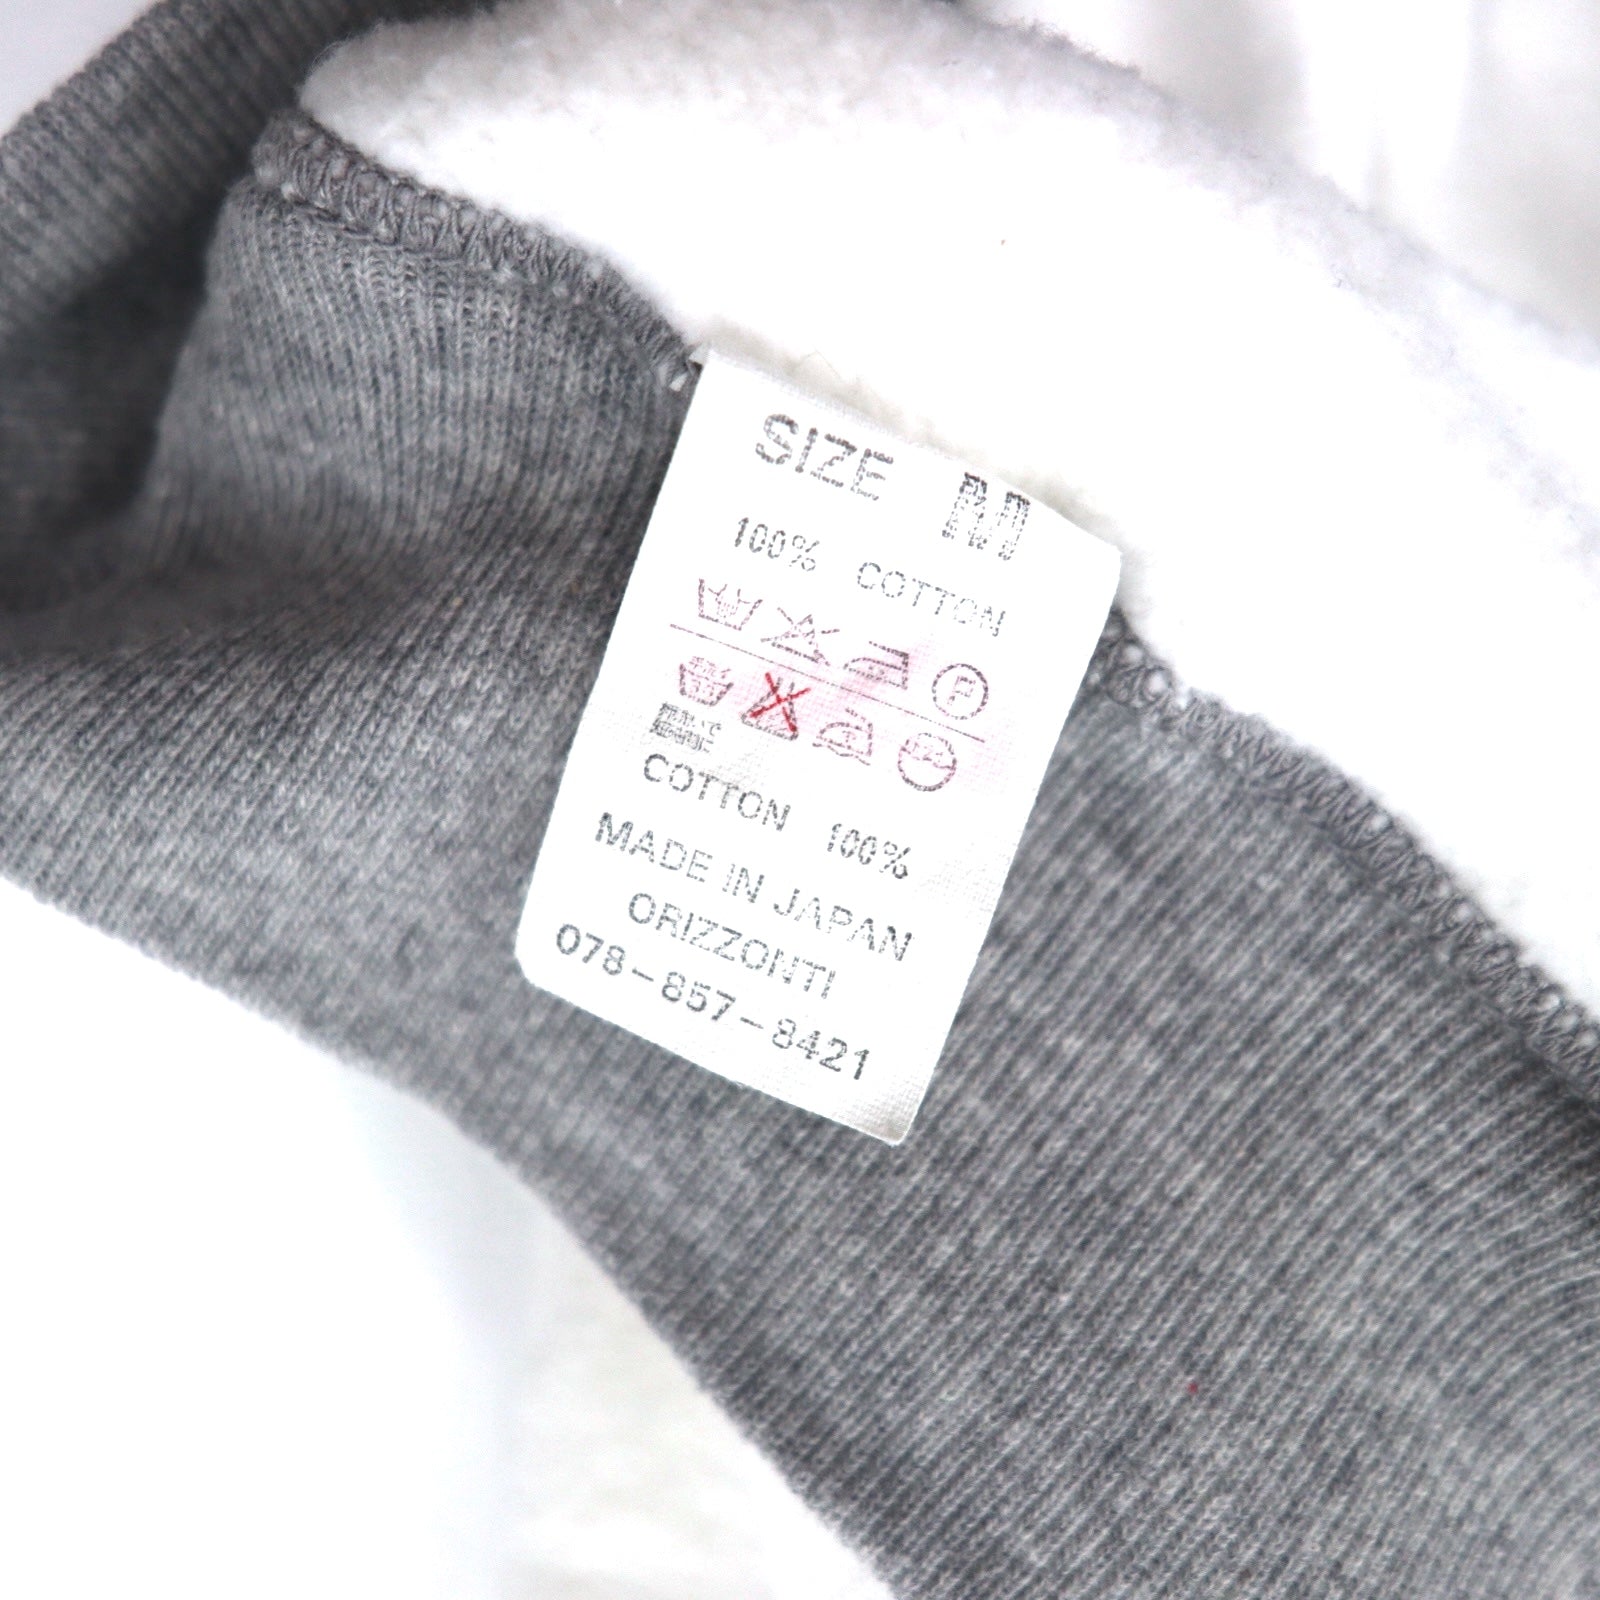 SIZE M
100% COTTON
P
COTTON 100%
MADE IN JAPAN
ORIZZONTI
078-857-8421